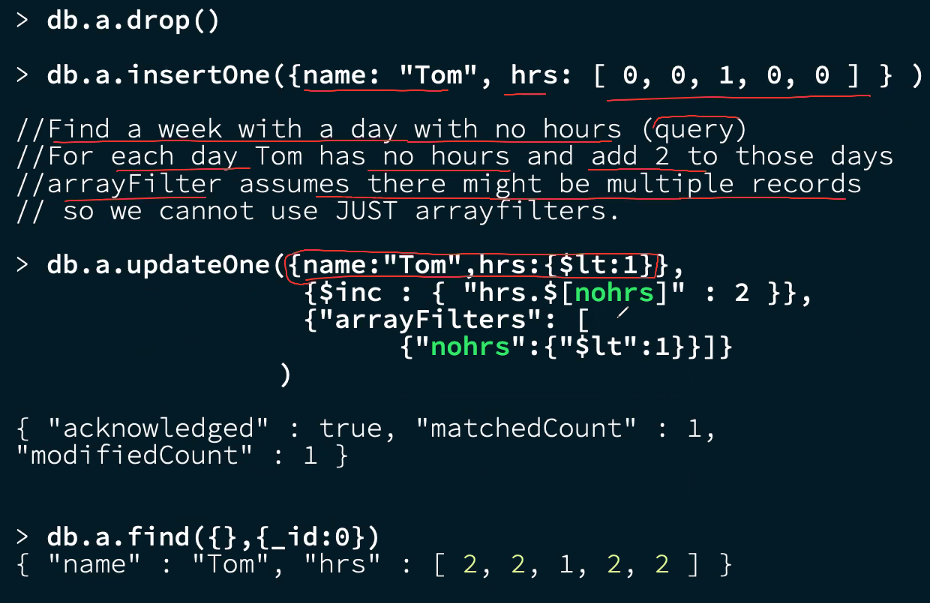 > db.a.drop()
> db.a.insertOne({name: "Tom", hrs: [ 0, 0, 1, 0, 0 ] } )
//Find a week with a day with no hours (query)
//For each day Tom has no hours and add 2 to those days
//arrayFilter assumes there might be multiple records
// so we cannot use JUST arrayfilters.
> db.a.updateOne({name:"Tom",hrs:{$lt:1}},
{$inc : { "hrs.$[nohrs]" : 2 }},
{"arrayFilters": [
{"nohrs":{"$lt":1}}]}
)
{ "acknowledged" : true, "matchedCount" : 1,
"modifiedCount" : 1 }
> db.a.find({},{_id:0})
{ "name" : "Tom", "hrs" : [ 2, 2, 1, 2, 2 ] }